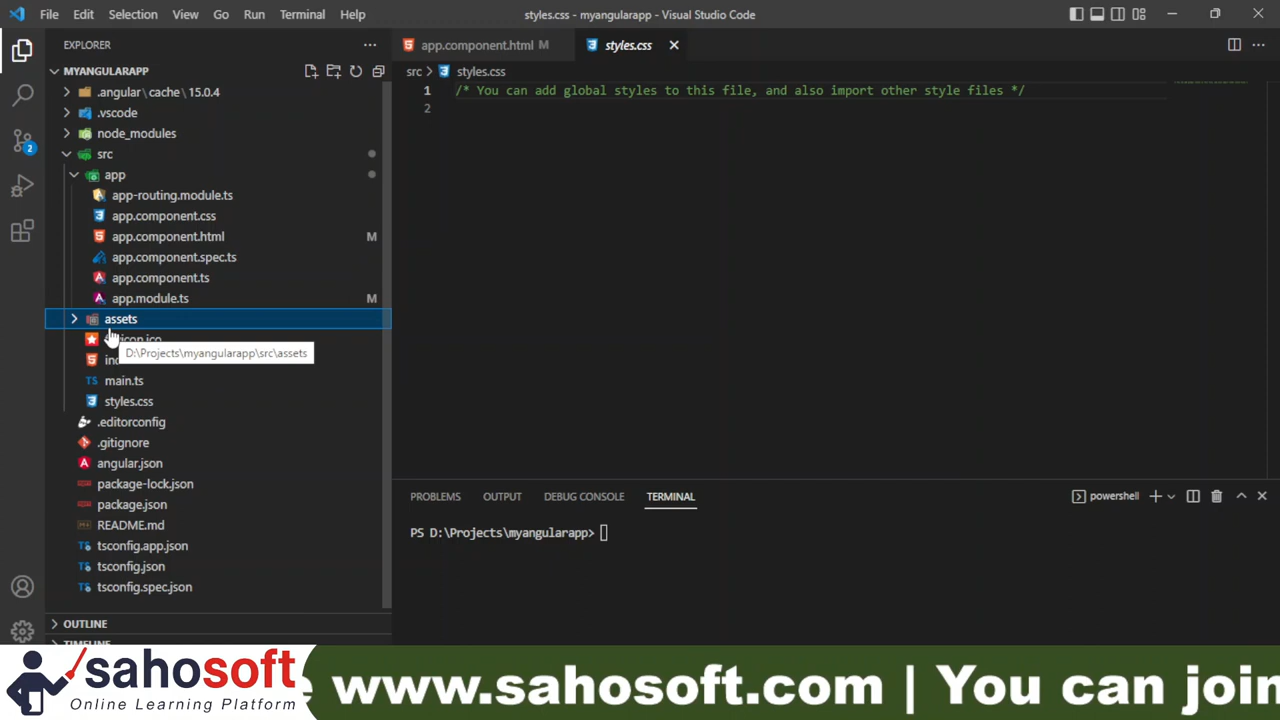 File Edit Selection View Go Run Terminal Help
styles.css - myangularapp - Visual Studio Code
EXPLORER
MYANGULARAPP
.angular\cache\15.0.4
.vscode
node_modules
src
app
app-routing.module.ts
app.component.css
app.component.html M
app.component.spec.ts
app.component.ts
app.module.ts M
assets
D:\Projects\myangularapp\src\assets
main.ts
styles.css
.editorconfig
.gitignore
angular.json
package-lock.json
package.json
README.md
tsconfig.app.json
tsconfig.json
tsconfig.spec.json
OUTLINE
TIMELINE
2
app.component.html M
styles.css
src > styles.css
1 /* You can add global styles to this file, and also import other style files */
2
PROBLEMS OUTPUT DEBUG CONSOLE TERMINAL
powershell
PS D:\Projects\myangularapp>
sahosoft
Online Learning Platform
e www.sahosoft.com | You can join